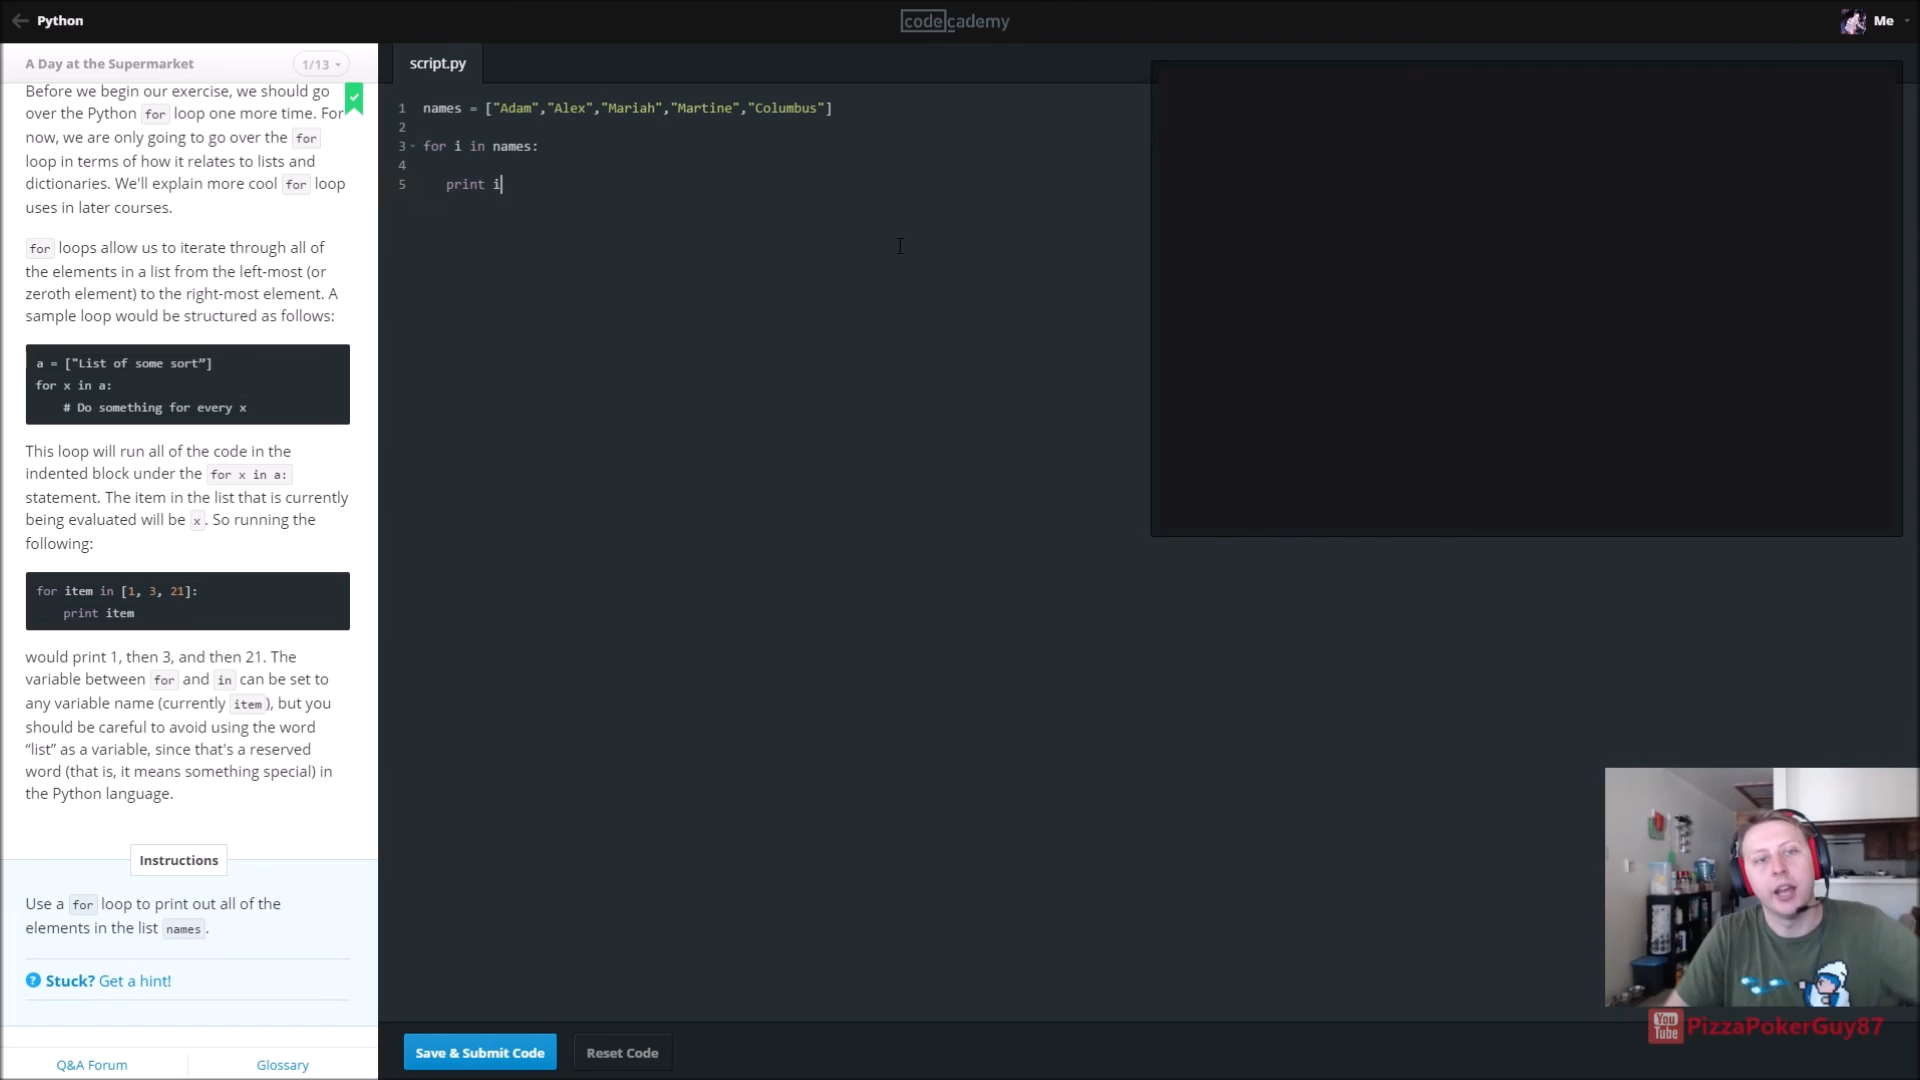 Python
codecademy
Me
A Day at the Supermarket
1/13
Before we begin our exercise, we should go
over the Python for loop one more time. For
now, we are only going to go over the for
loop in terms of how it relates to lists and
dictionaries. We'll explain more cool for loop
uses in later courses.
for loops allow us to iterate through all of
the elements in a list from the left-most (or
zeroth element) to the right-most element. A
sample loop would be structured as follows:
a = ["List of some sort”]
for x in a:
# Do something for every x
This loop will run all of the code in the
indented block under the for x in a:
statement. The item in the list that is currently
being evaluated will be x. So running the
following:
for item in [1, 3, 21]:
print item
would print 1, then 3, and then 21. The
variable between for and in can be set to
any variable name (currently item), but you
should be careful to avoid using the word
“list” as a variable, since that's a reserved
word (that is, it means something special) in
the Python language.
Instructions
Use a for loop to print out all of the
elements in the list names.
? Stuck? Get a hint!
Q&A Forum
Glossary
script.py
1 names = ["Adam","Alex","Mariah","Martine","Columbus"]
2
3 for i in names:
4
5 print i
Save & Submit Code
Reset Code
You Tube PizzaPokerGuy87